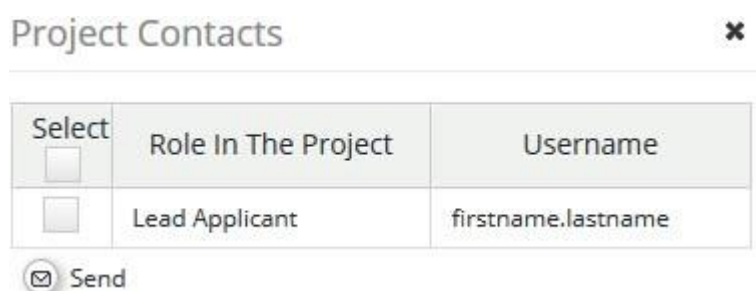 Project Contacts
Select
Role In The Project
Username
Lead Applicant
firstname.lastname
Send